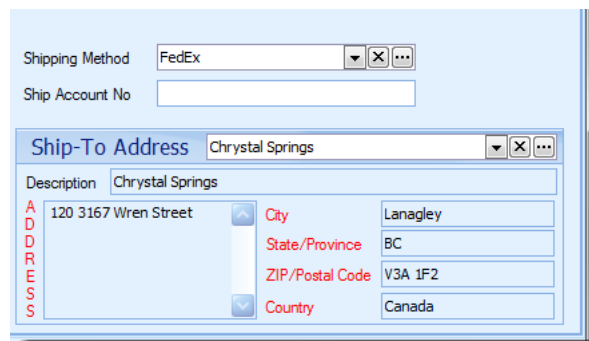 Shipping Method FedEx
Ship Account No
Ship-To Address Chrystal Springs
Description Chrystal Springs
ADDRESS
120 3167 Wren Street
City Lanagley
State/Province BC
ZIP/Postal Code V3A 1F2
Country Canada